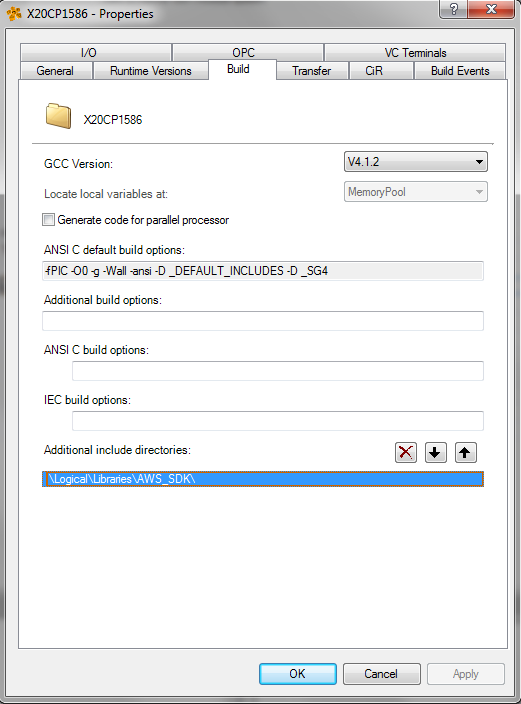 X20CP1586 - Properties
I/O OPC VC Terminals
General Runtime Versions Build Transfer CiR Build Events
X20CP1586
GCC Version: V4.1.2
Locate local variables at: MemoryPool
Generate code for parallel processor
ANSI C default build options:
-fPIC -O0 -g -Wall -ansi -D _DEFAULT_INCLUDES -D _SG4
Additional build options:
ANSI C build options:
IEC build options:
Additional include directories:
\Logical\Libraries\AWS_SDK\
OK Cancel Apply